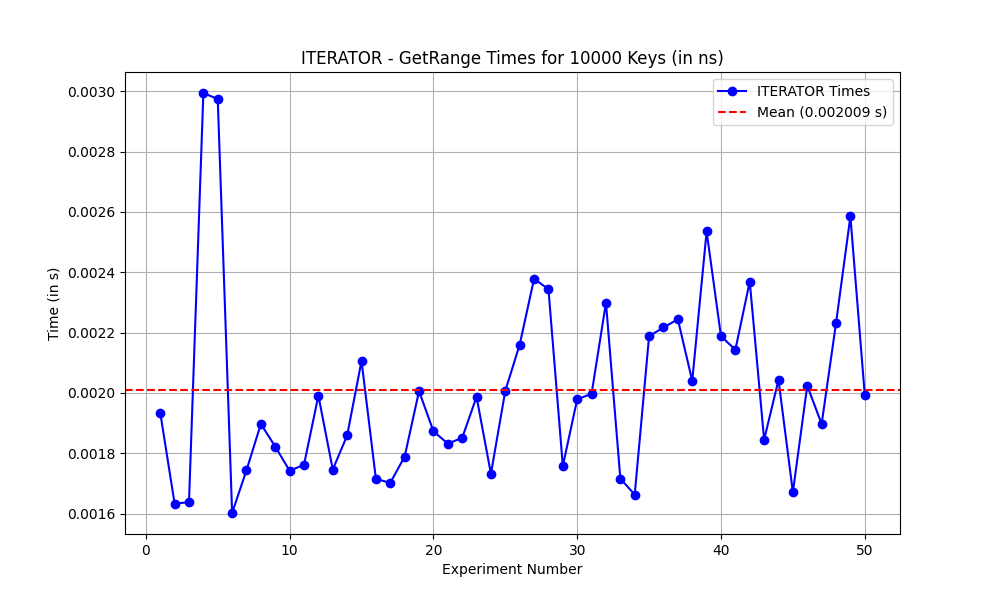 ITERATOR - GetRange Times for 10000 Keys (in ns)
ITERATOR Times
Mean (0.002009 s)
0.0030
0.0028
0.0026
0.0024
0.0022
0.0020
0.0018
0.0016
Time (in s)
0 10 20 30 40 50
Experiment Number